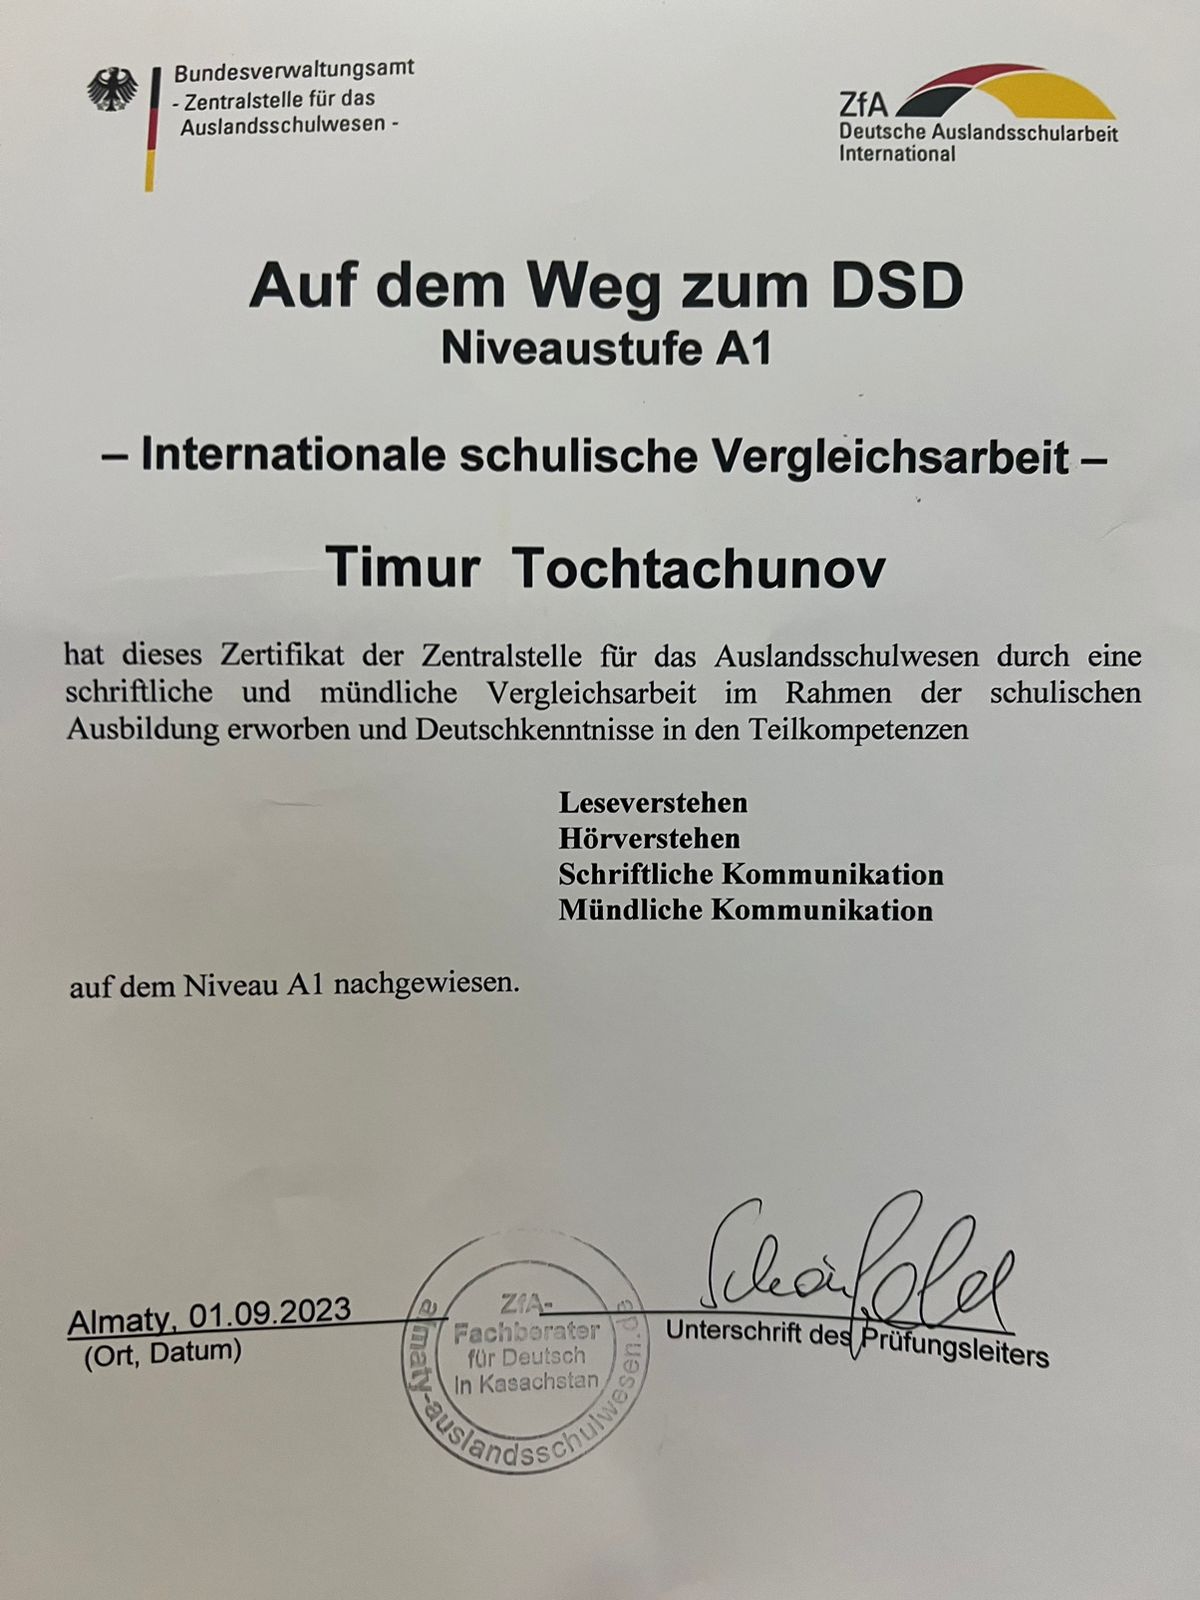 Bundesverwaltungsamt
- Zentralstelle für das
Auslandsschulwesen -
ZfA
Deutsche Auslandsschularbeit
International
Auf dem Weg zum DSD
Niveaustufe A1
– Internationale schulische Vergleichsarbeit –
Timur Tochtachunov
hat dieses Zertifikat der Zentralstelle für das Auslandsschulwesen durch eine
schriftliche und mündliche Vergleichsarbeit im Rahmen der schulischen
Ausbildung erworben und Deutschkenntnisse in den Teilkompetenzen
Leseverstehen
Hörverstehen
Schriftliche Kommunikation
Mündliche Kommunikation
auf dem Niveau A1 nachgewiesen.
Almaty, 01.09.2023
(Ort, Datum)
ZfA-
Fachberater
für Deutsch
In Kasachstan
almaty-auslandsschulwesen.de
Unterschrift des Prüfungsleiters